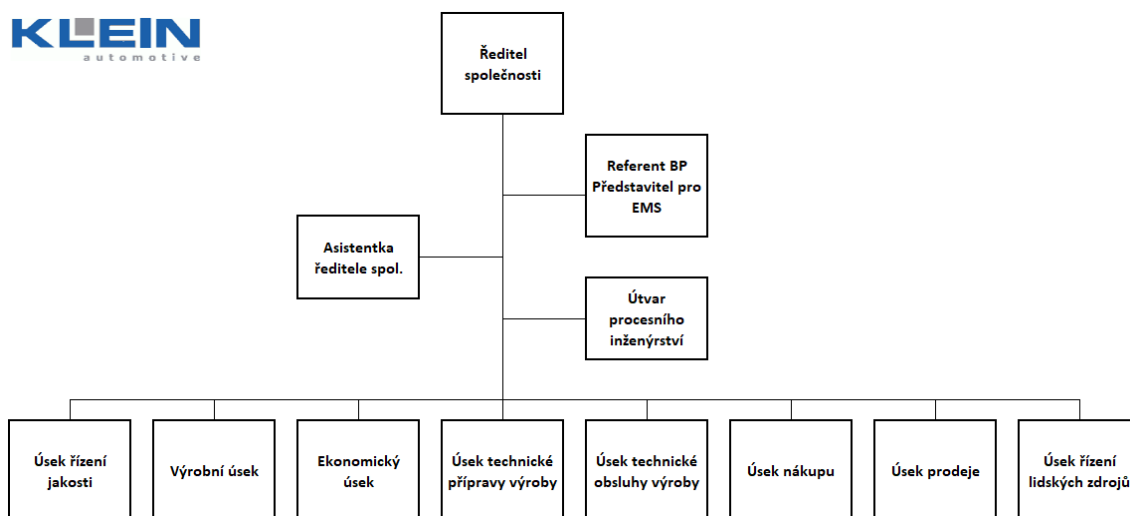 KLEIN
automotive
Ředitel
společnosti
Referent BP
Představitel pro
EMS
Asistentka
ředitele spol.
Útvar
procesního
inženýrství
Úsek řízení
jakosti
Výrobní úsek
Ekonomický
úsek
Úsek technické
přípravy výroby
Úsek technické
obsluhy výroby
Úsek nákupu
Úsek prodeje
Úsek řízení
lidských zdrojů